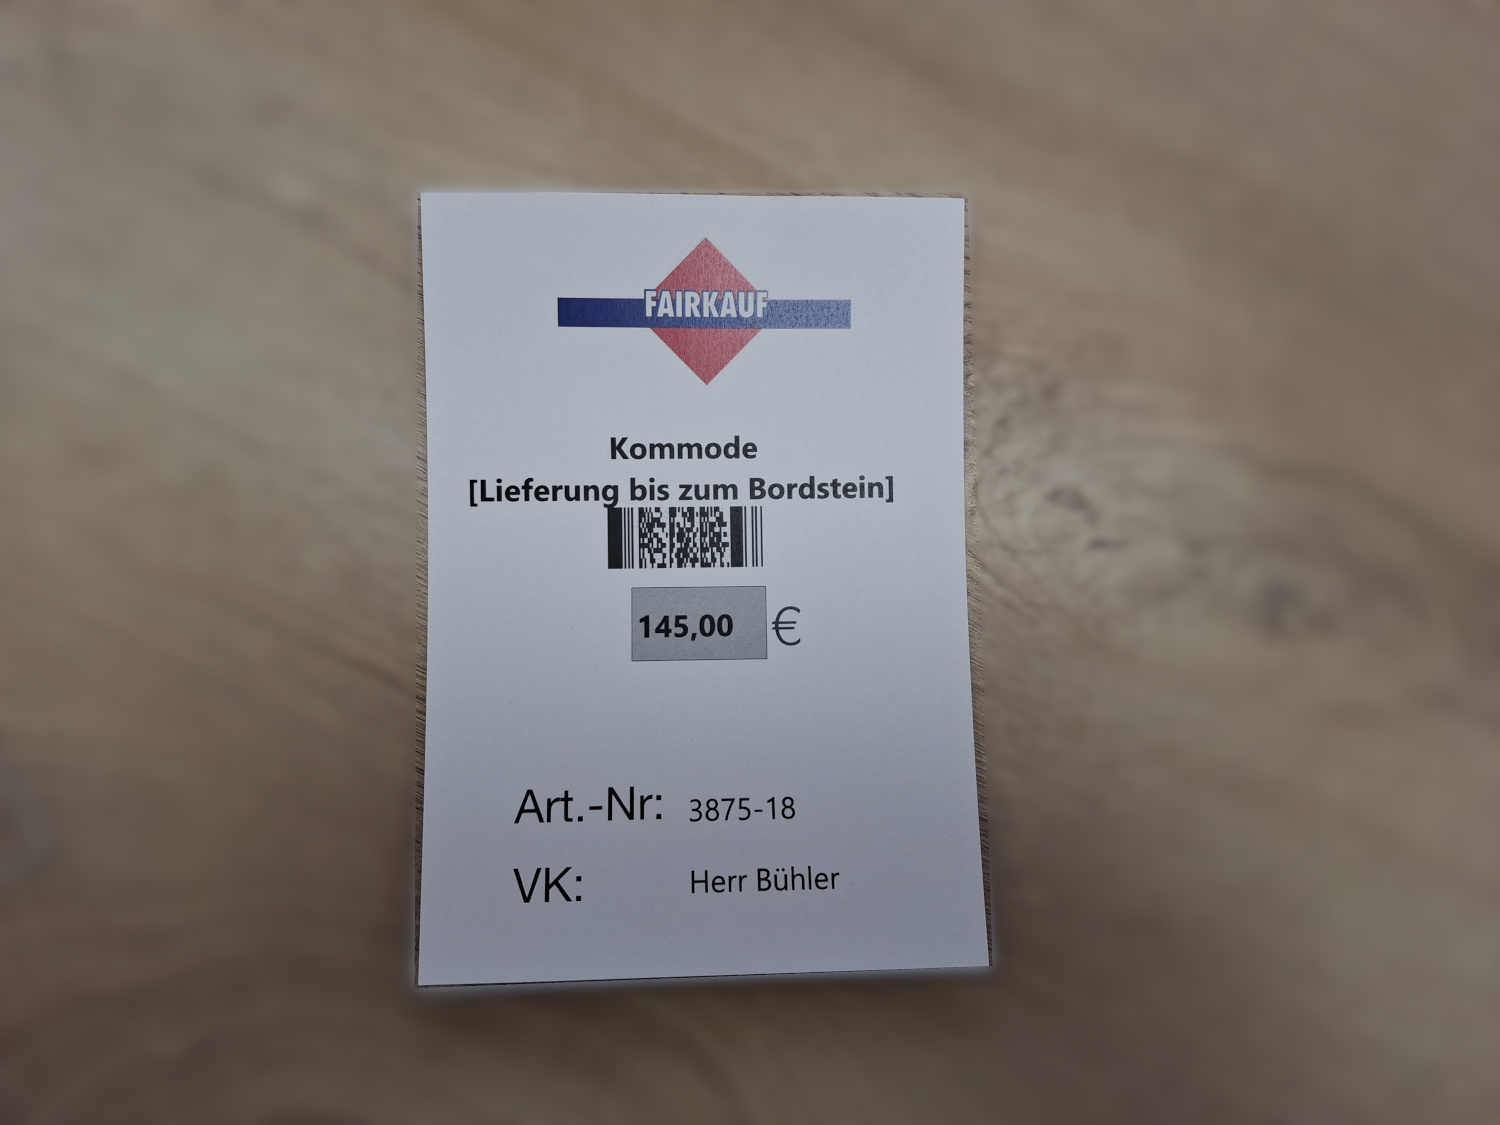 FAIRKAUF
Kommode
[Lieferung bis zum Bordstein]
145,00 €
Art.-Nr: 3875-18
VK: Herr Bühler